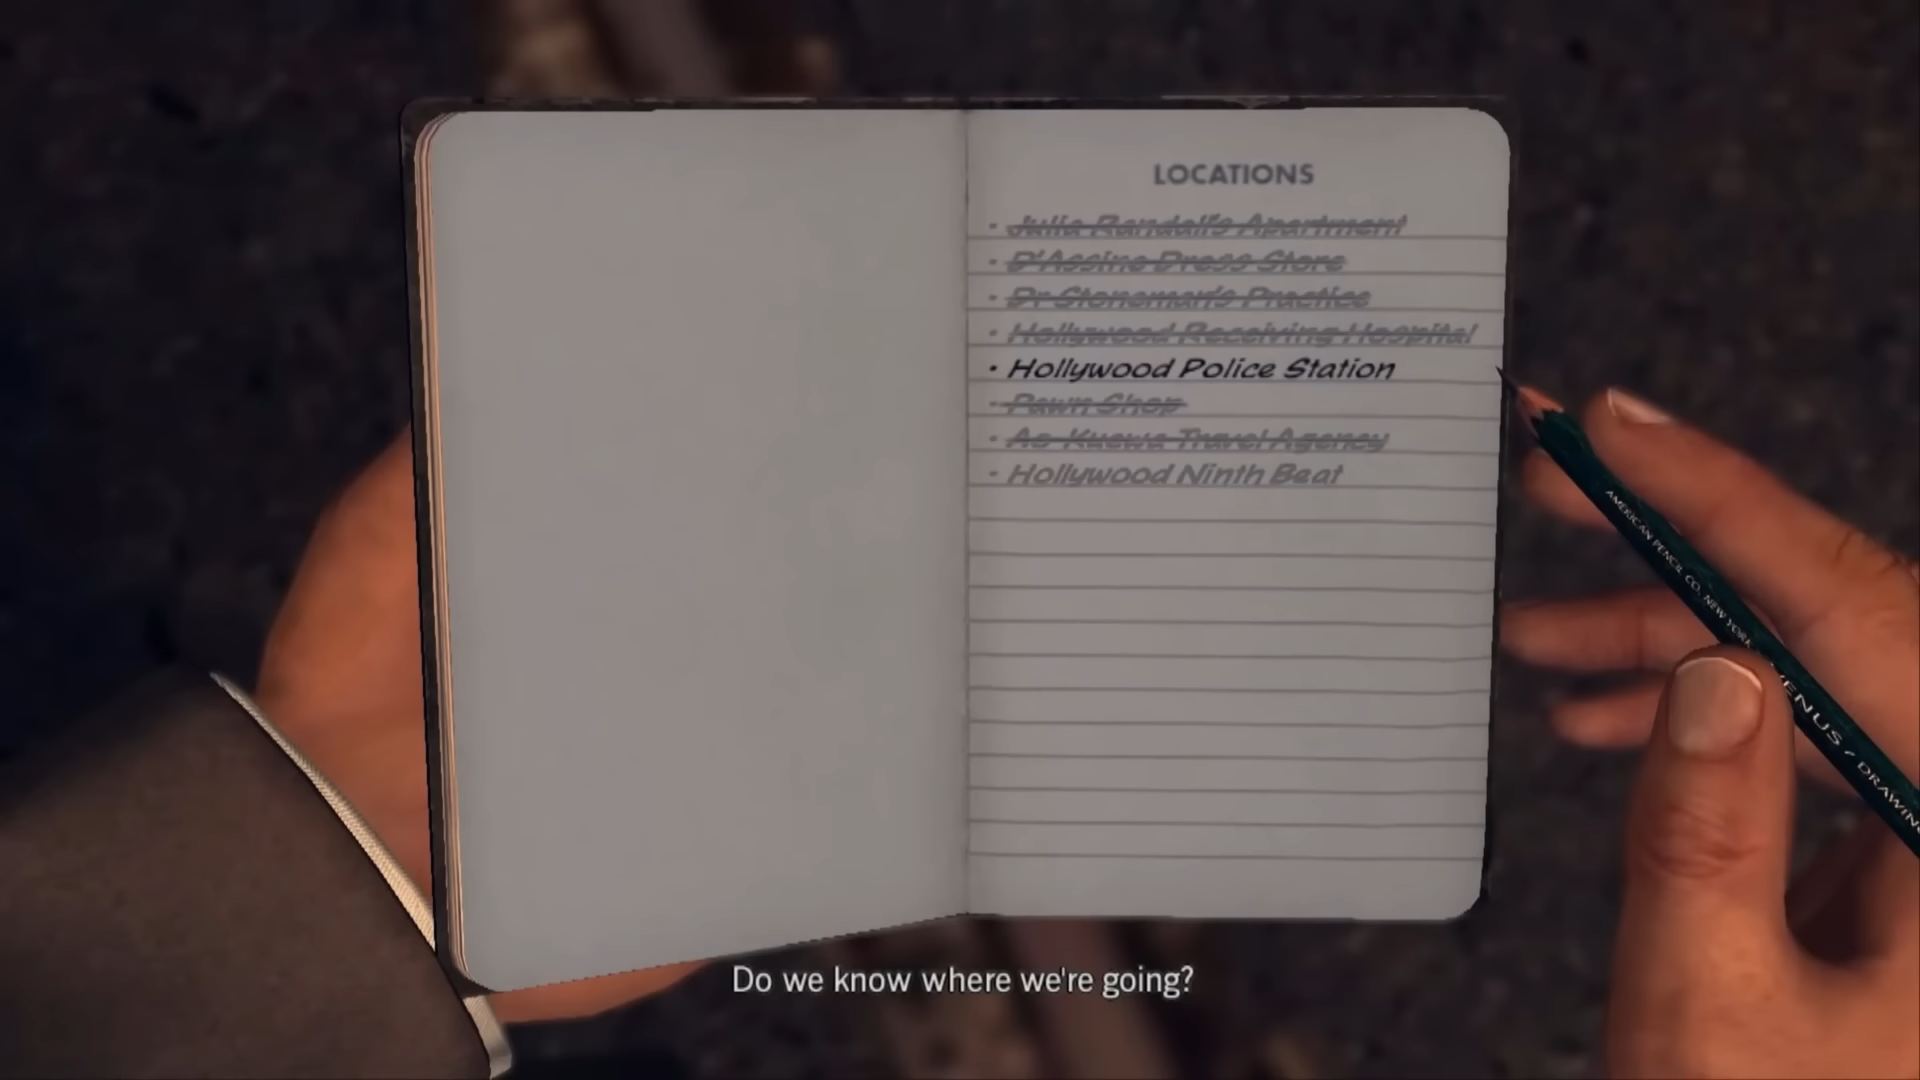 LOCATIONS
• Julia Randall's Apartment
• D'Assine Dress Store
• Dr Stoneman's Practice
• Hollywood Receiving Hospital
• Hollywood Police Station
• Pawn Shop
• Ao-Kuewa Travel Agency
• Hollywood Ninth Beat
AMERICAN PENCIL CO. NEW YORK
VENUS / DRAWING
Do we know where we're going?